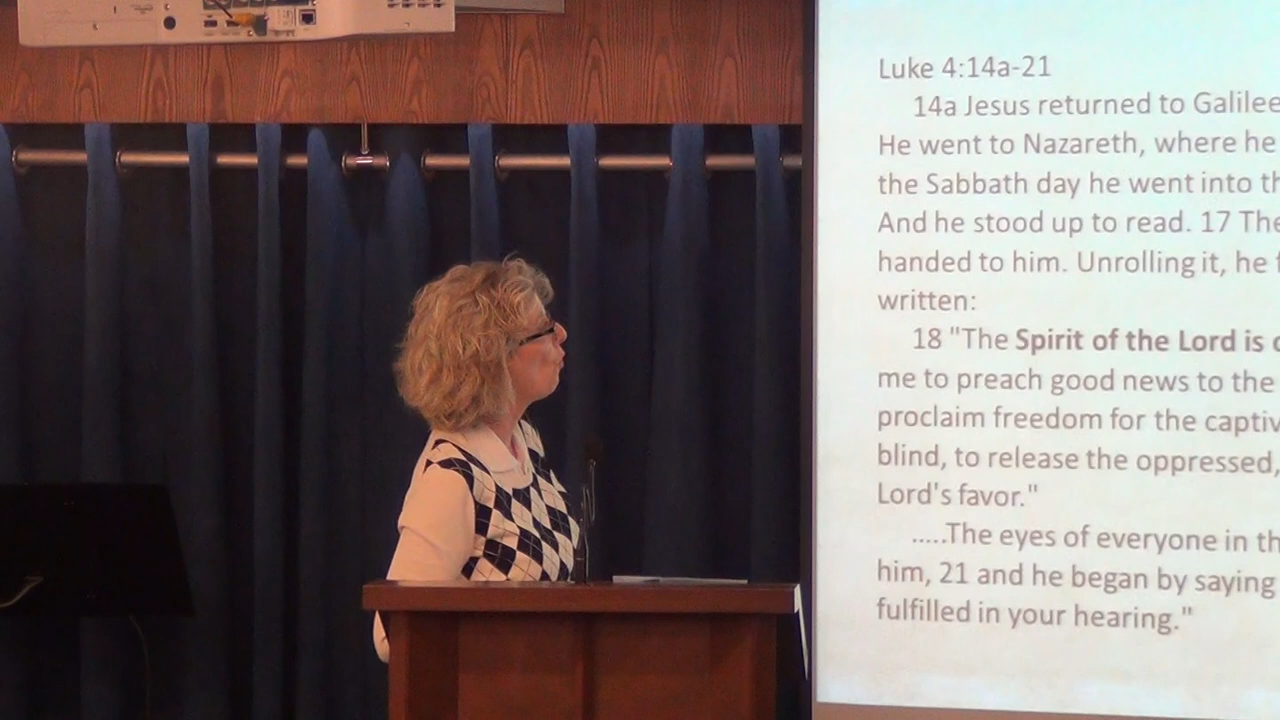 Luke 4:14a-21
14a Jesus returned to Galilee
He went to Nazareth, where he
the Sabbath day he went into
And he stood up to read. 17 The
handed to him. Unrolling it, he
written:
18 "The Spirit of the Lord is
me to preach good news to the
proclaim freedom for the
blind, to release the oppressed,
Lord's favor."
.....The eyes of everyone in
him, 21 and he began by saying
fulfilled in your hearing."